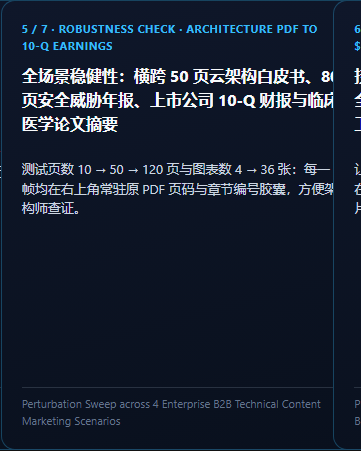 5 / 7 · ROBUSTNESS CHECK · ARCHITECTURE PDF TO
10-Q EARNINGS
全场景稳健性：横跨 50 页云架构白皮书、80
页安全威胁年报、上市公司 10-Q 财报与临床
医学论文摘要
测试页数 10 → 50 → 120 页与图表数 4 → 36 张：每一
帧均在右上角常驻原 PDF 页码与章节编号胶囊，方便架
构师查证。
Perturbation Sweep across 4 Enterprise B2B Technical Content
Marketing Scenarios